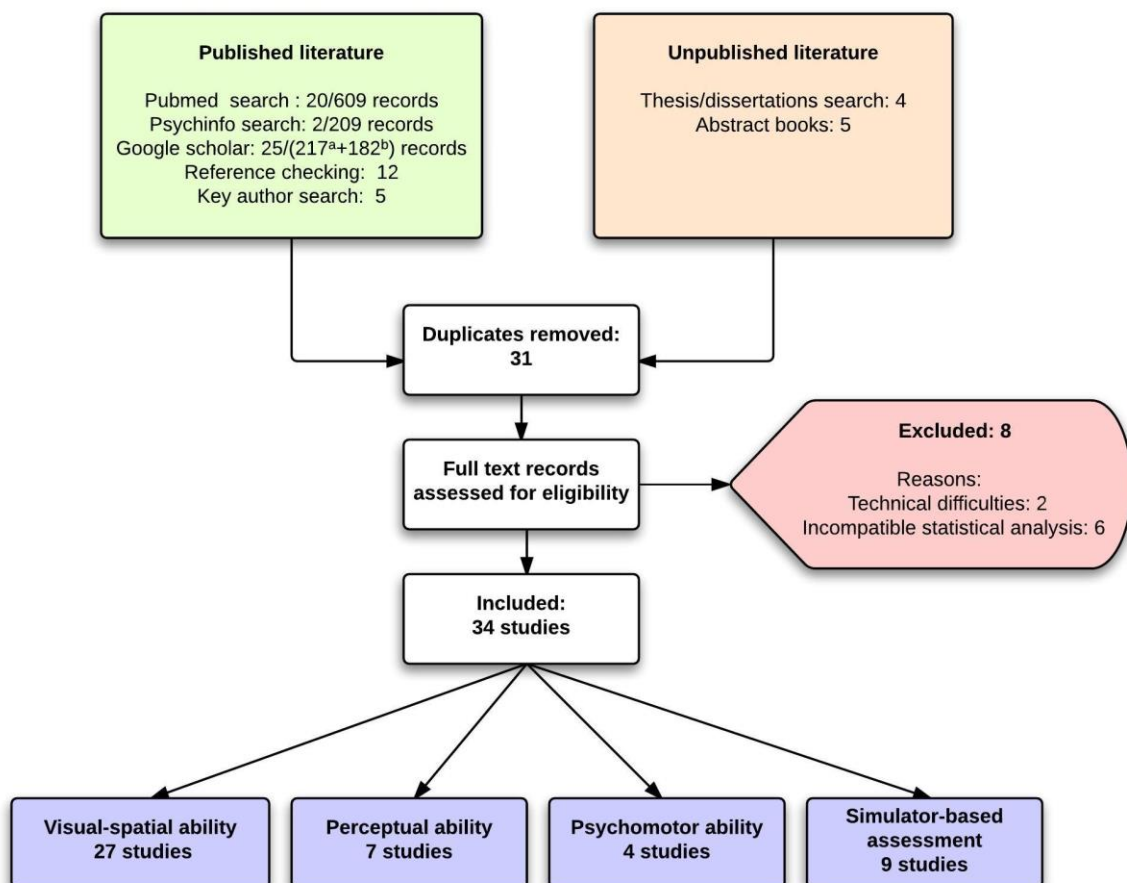 Published literature
Pubmed  search : 20/609 records
Psychinfo search: 2/209 records
Google scholar: 25/(217ᵃ+182ᵇ) records
Reference checking:  12
Key author search:  5
Unpublished literature
Thesis/dissertations search: 4
Abstract books: 5
Duplicates removed:
31
Full text records
assessed for eligibility
Excluded: 8
Reasons:
Technical difficulties: 2
Incompatible statistical analysis: 6
Included:
34 studies
Visual-spatial ability
27 studies
Perceptual ability
7 studies
Psychomotor ability
4 studies
Simulator-based
assessment
9 studies